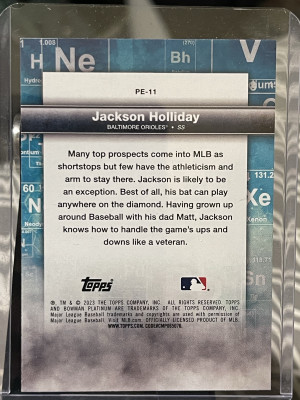 1.008
(270)
H
Ne
Bh
V
Hydro
PE-11
Jackson Holliday
BALTIMORE ORIOLES® • SS
Many top prospects come into MLB as
shortstops but few have the athleticism and
arm to stay there. Jackson is likely to be
an exception. Best of all, his bat can play
anywhere on the diamond. Having grown up
around Baseball with his dad Matt, Jackson
knows how to handle the game's ups and
downs like a veteran.
131.2
Xe
Xenon
Topps
®, TM & © 2023 THE TOPPS COMPANY, INC. ALL RIGHTS RESERVED. TOPPS
AND BOWMAN PLATINUM ARE TRADEMARKS OF THE TOPPS COMPANY, INC.
Major League Baseball trademarks and copyrights are used with permission of
Major League Baseball. Visit MLB.com. OFFICIALLY LICENSED PRODUCT OF MLB.